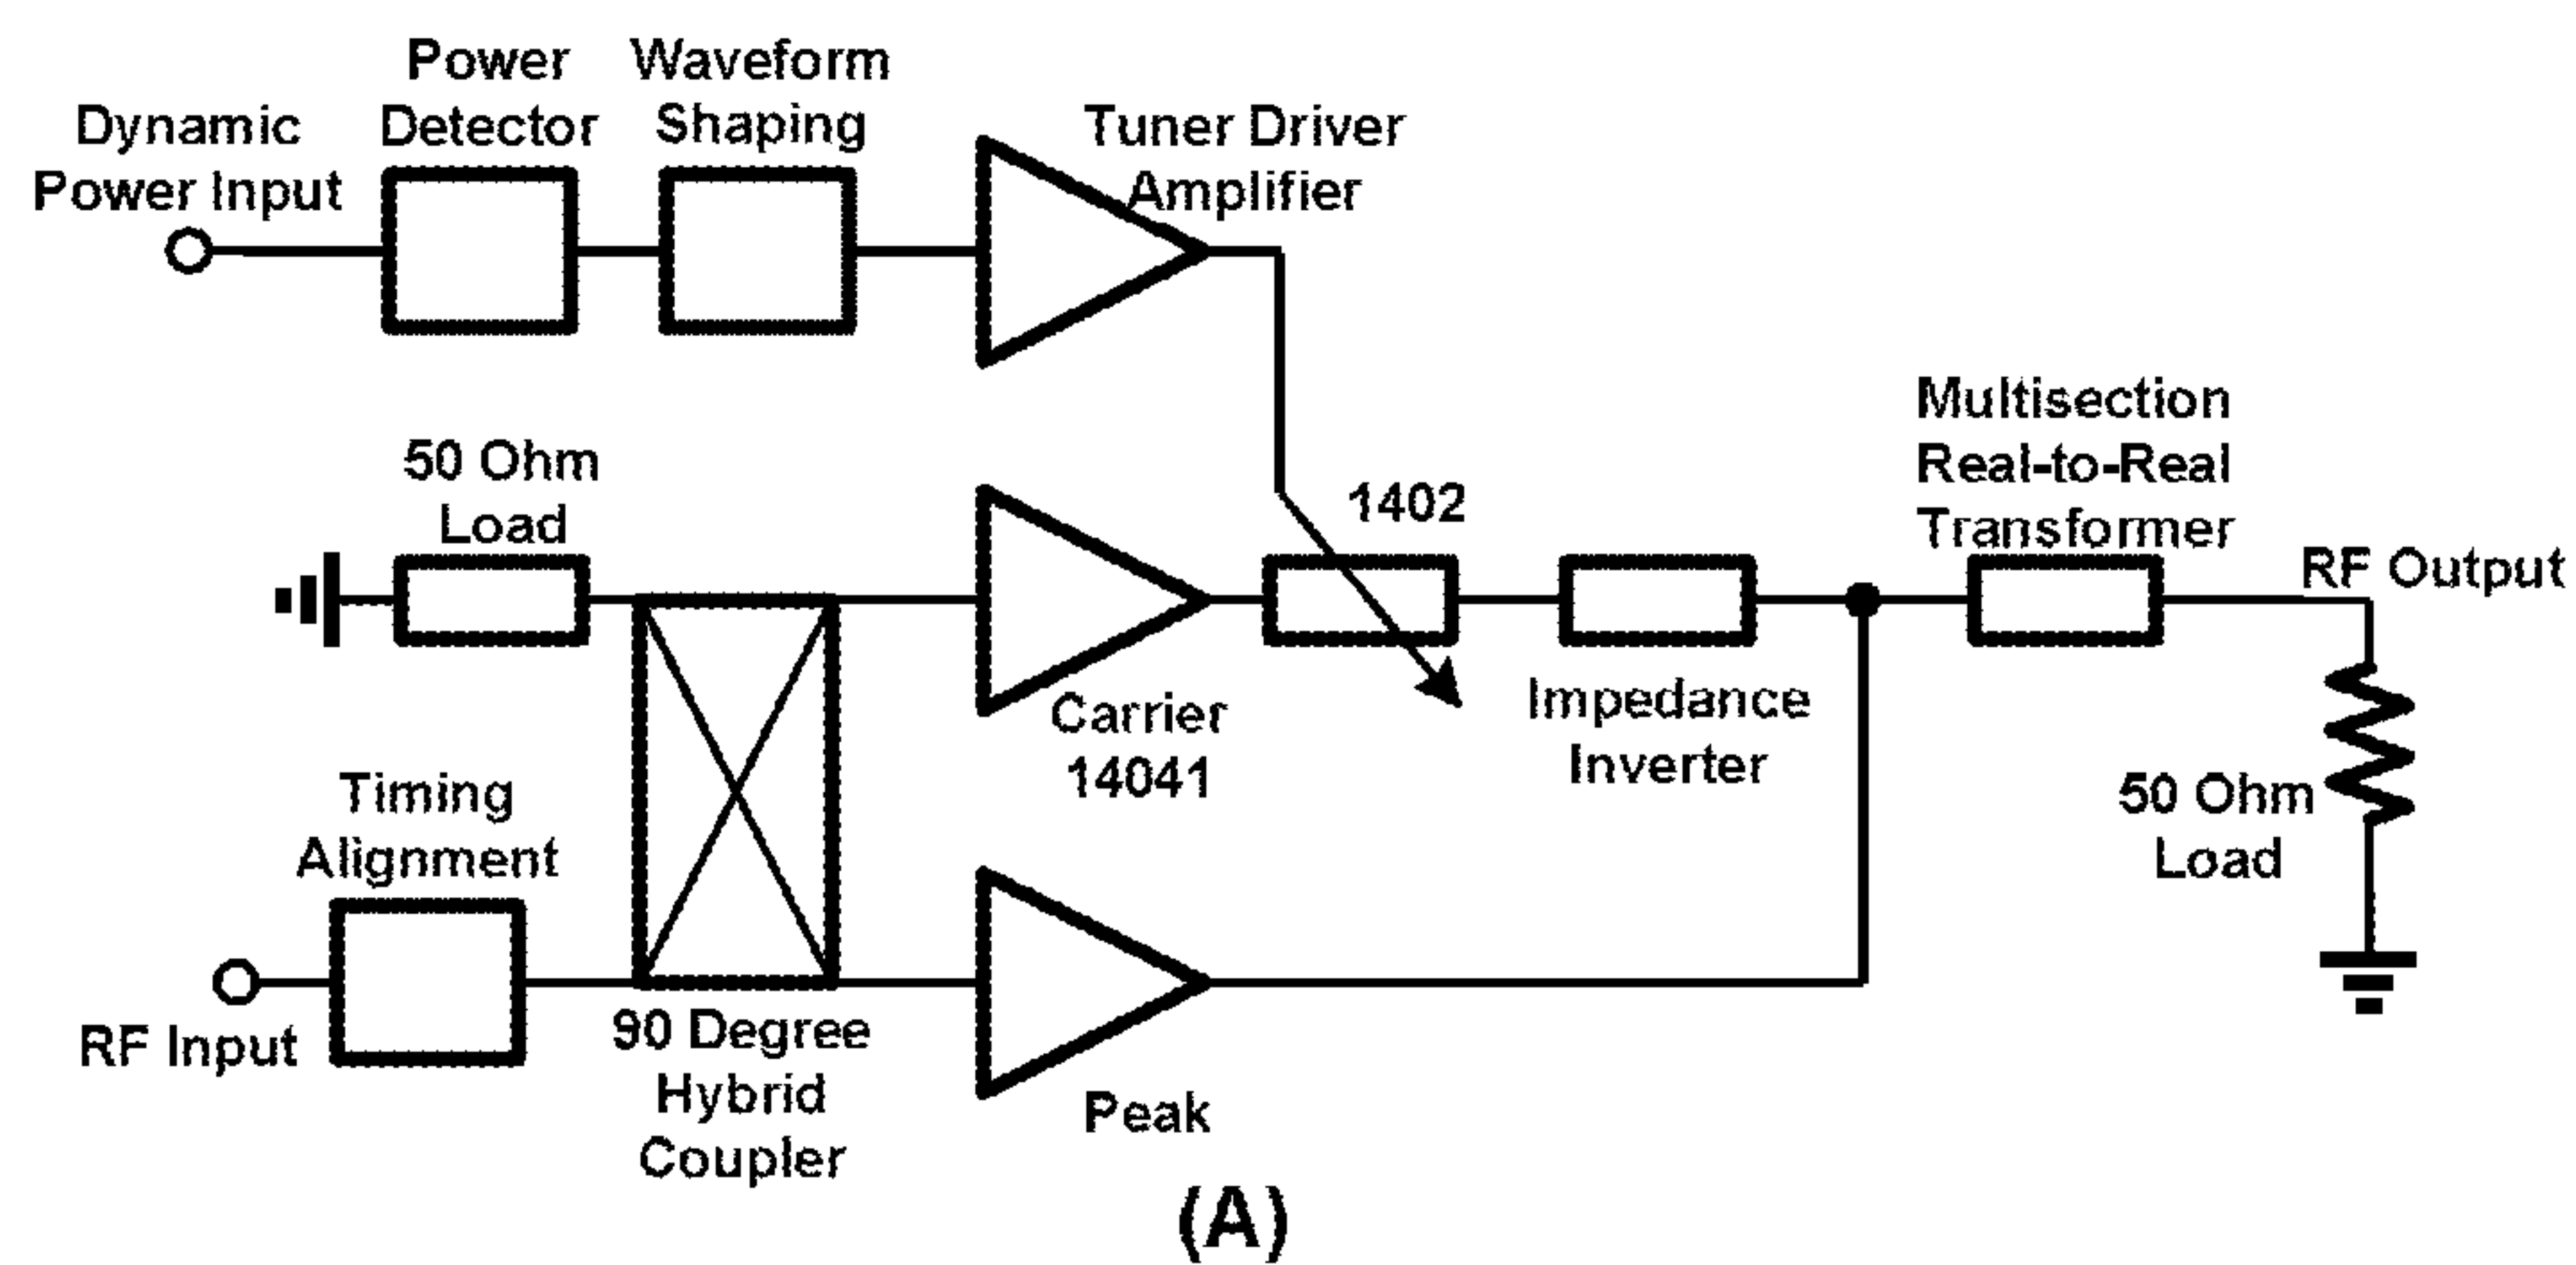 Dynamic
Power Input
Power
Detector
Waveform
Shaping
Tuner Driver
Amplifier
50 Ohm
Load
1402
Multisection
Real-to-Real
Transformer
RF Output
Carrier
14041
Impedance
Inverter
50 Ohm
Load
Timing
Alignment
RF Input
90 Degree
Hybrid
Coupler
Peak
(A)